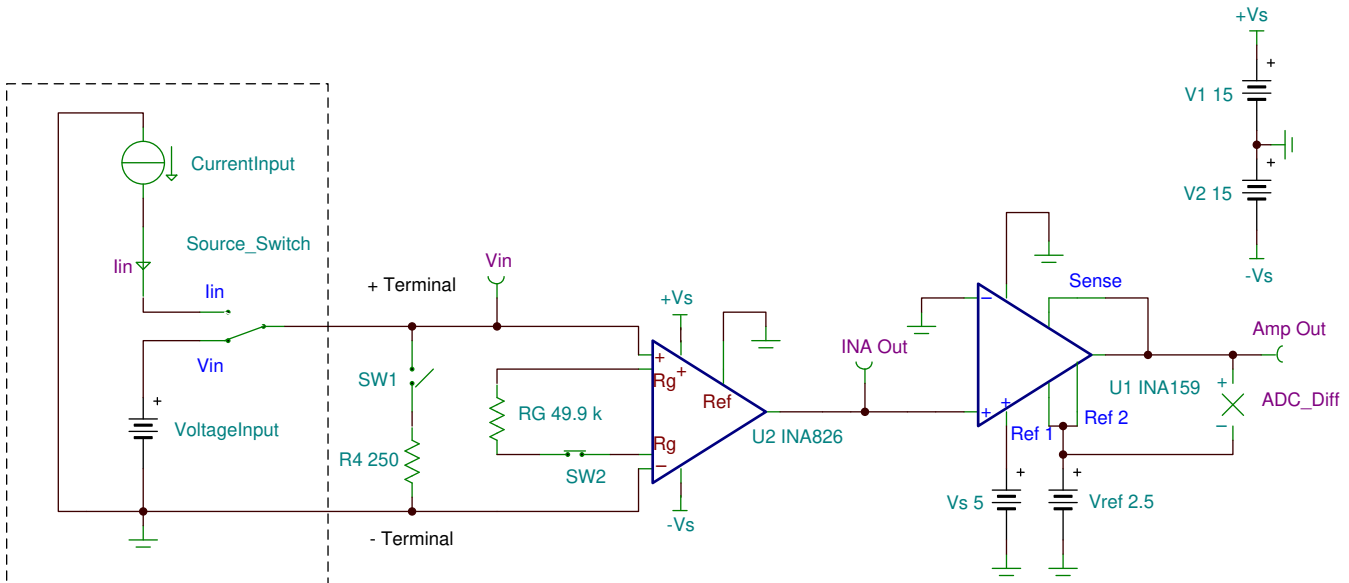 +Vs
+
V1 15
+
V2 15
-Vs
CurrentInput
Source_Switch
Iin
Iin
Vin
+
VoltageInput
+ Terminal
Vin
SW1
R4 250
- Terminal
RG 49.9 k
SW2
+Vs
+
+
Rg
Ref
Rg
−
-Vs
U2 INA826
INA Out
−
+
+
Sense
Ref 1
Ref 2
U1 INA159
Amp Out
+
ADC_Diff
−
+
Vs 5
+
Vref 2.5